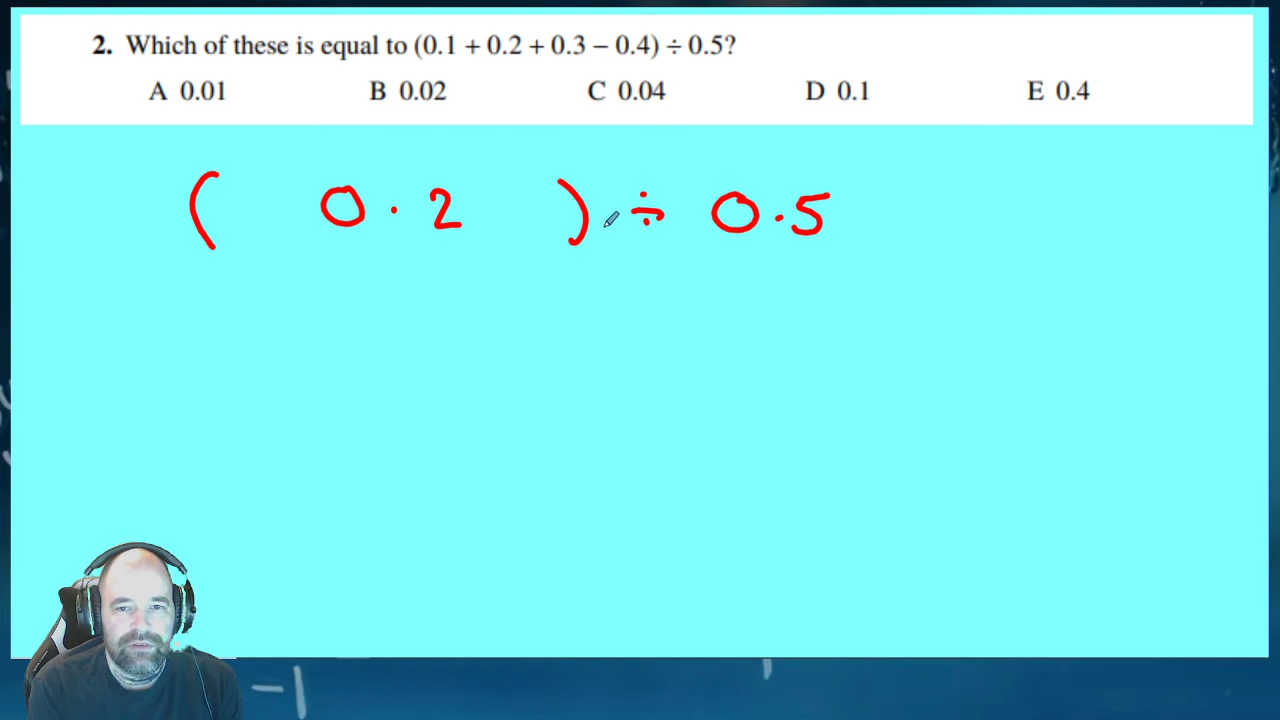 2. Which of these is equal to (0.1 + 0.2 + 0.3 − 0.4) ÷ 0.5?
A 0.01 B 0.02 C 0.04 D 0.1 E 0.4
( 0.2 ) ÷ 0.5
-1